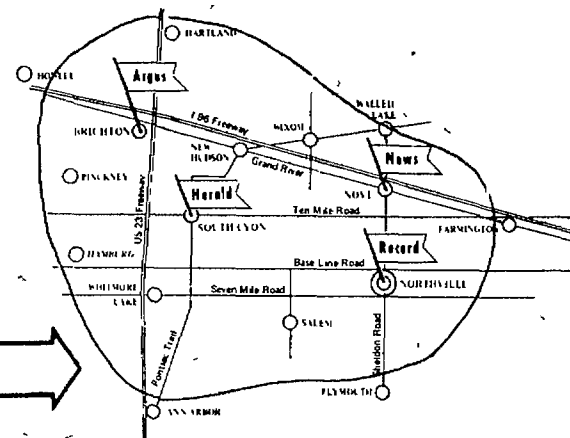 HARTLAND
HOWELL
Argus
I 96 Freeway
WALLED
LAKE
WIXOM
BRIGHTON
NEW
HUDSON
Grand River
News
PINCKNEY
US 23 Freeway
Herald
NOVI
Ten Mile Road
SOUTH LYON
FARMINGTON
Record
HAMBURG
Base Line Road
WHITMORE
LAKE
Seven Mile Road
NORTHVILLE
SALEM
Pontiac Trail
Sheldon Road
PLYMOUTH
ANN ARBOR